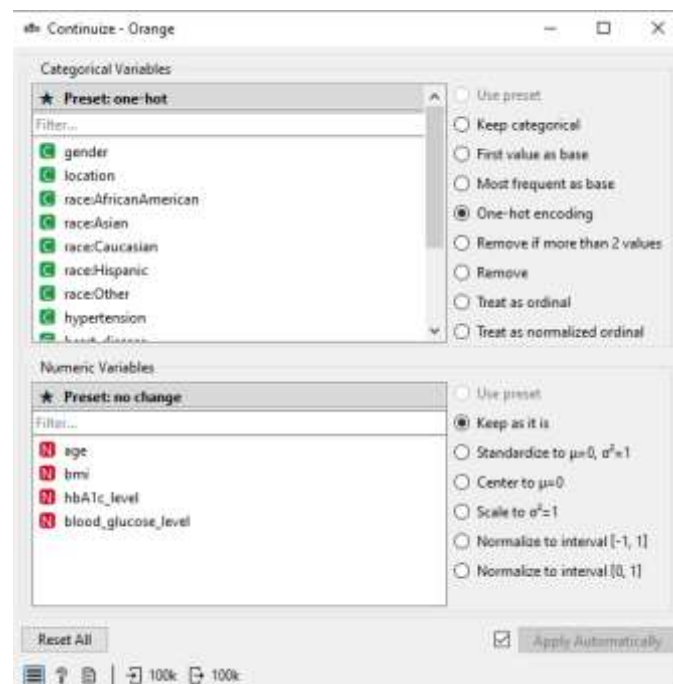 Continuize - Orange
Categorical Variables
★ Preset: one-hot
Filter...
C gender
C location
C race:AfricanAmerican
C race:Asian
C race:Caucasian
C race:Hispanic
C race:Other
C hypertension
C heart_disease
Use preset
Keep categorical
First value as base
Most frequent as base
One-hot encoding
Remove if more than 2 values
Remove
Treat as ordinal
Treat as normalized ordinal
Numeric Variables
★ Preset: no change
Filter...
N age
N bmi
N hbA1c_level
N blood_glucose_level
Use preset
Keep as it is
Standardize to μ=0, σ²=1
Center to μ=0
Scale to σ²=1
Normalize to interval [-1, 1]
Normalize to interval [0, 1]
Reset All
Apply Automatically
? 100k 100k